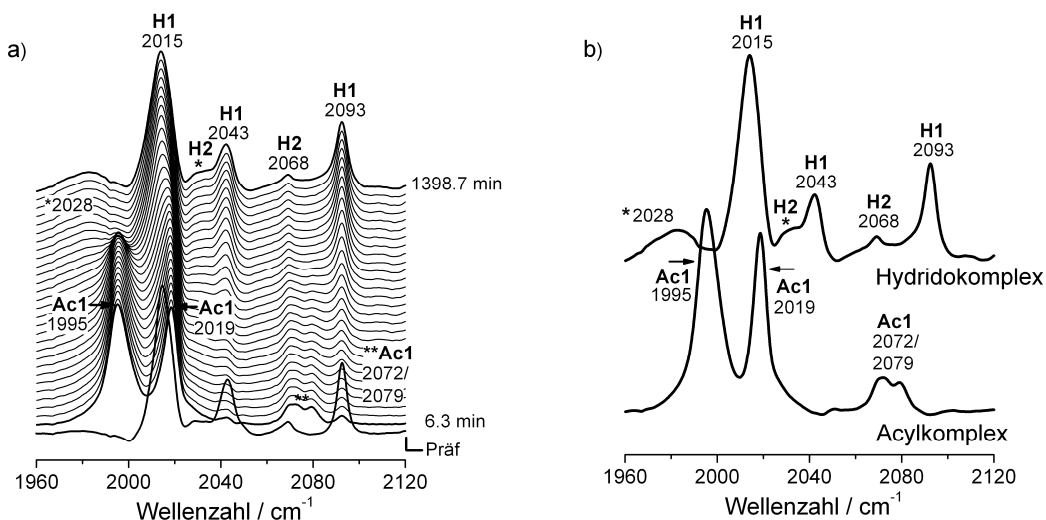 a)
H1
2015
H2
*
H1
2043
H2
2068
H1
2093
1398.7 min
*2028
Ac1
1995
Ac1
2019
**Ac1
2072/
2079
**
6.3 min
Präf
1960 2000 2040 2080 2120
Wellenzahl / cm⁻¹
b)
H1
2015
H1
2043
H2
*
H2
2068
H1
2093
*2028
Ac1
1995
Ac1
2019
Hydridokomplex
Ac1
2072/
2079
Acylkomplex
1960 2000 2040 2080 2120
Wellenzahl / cm⁻¹